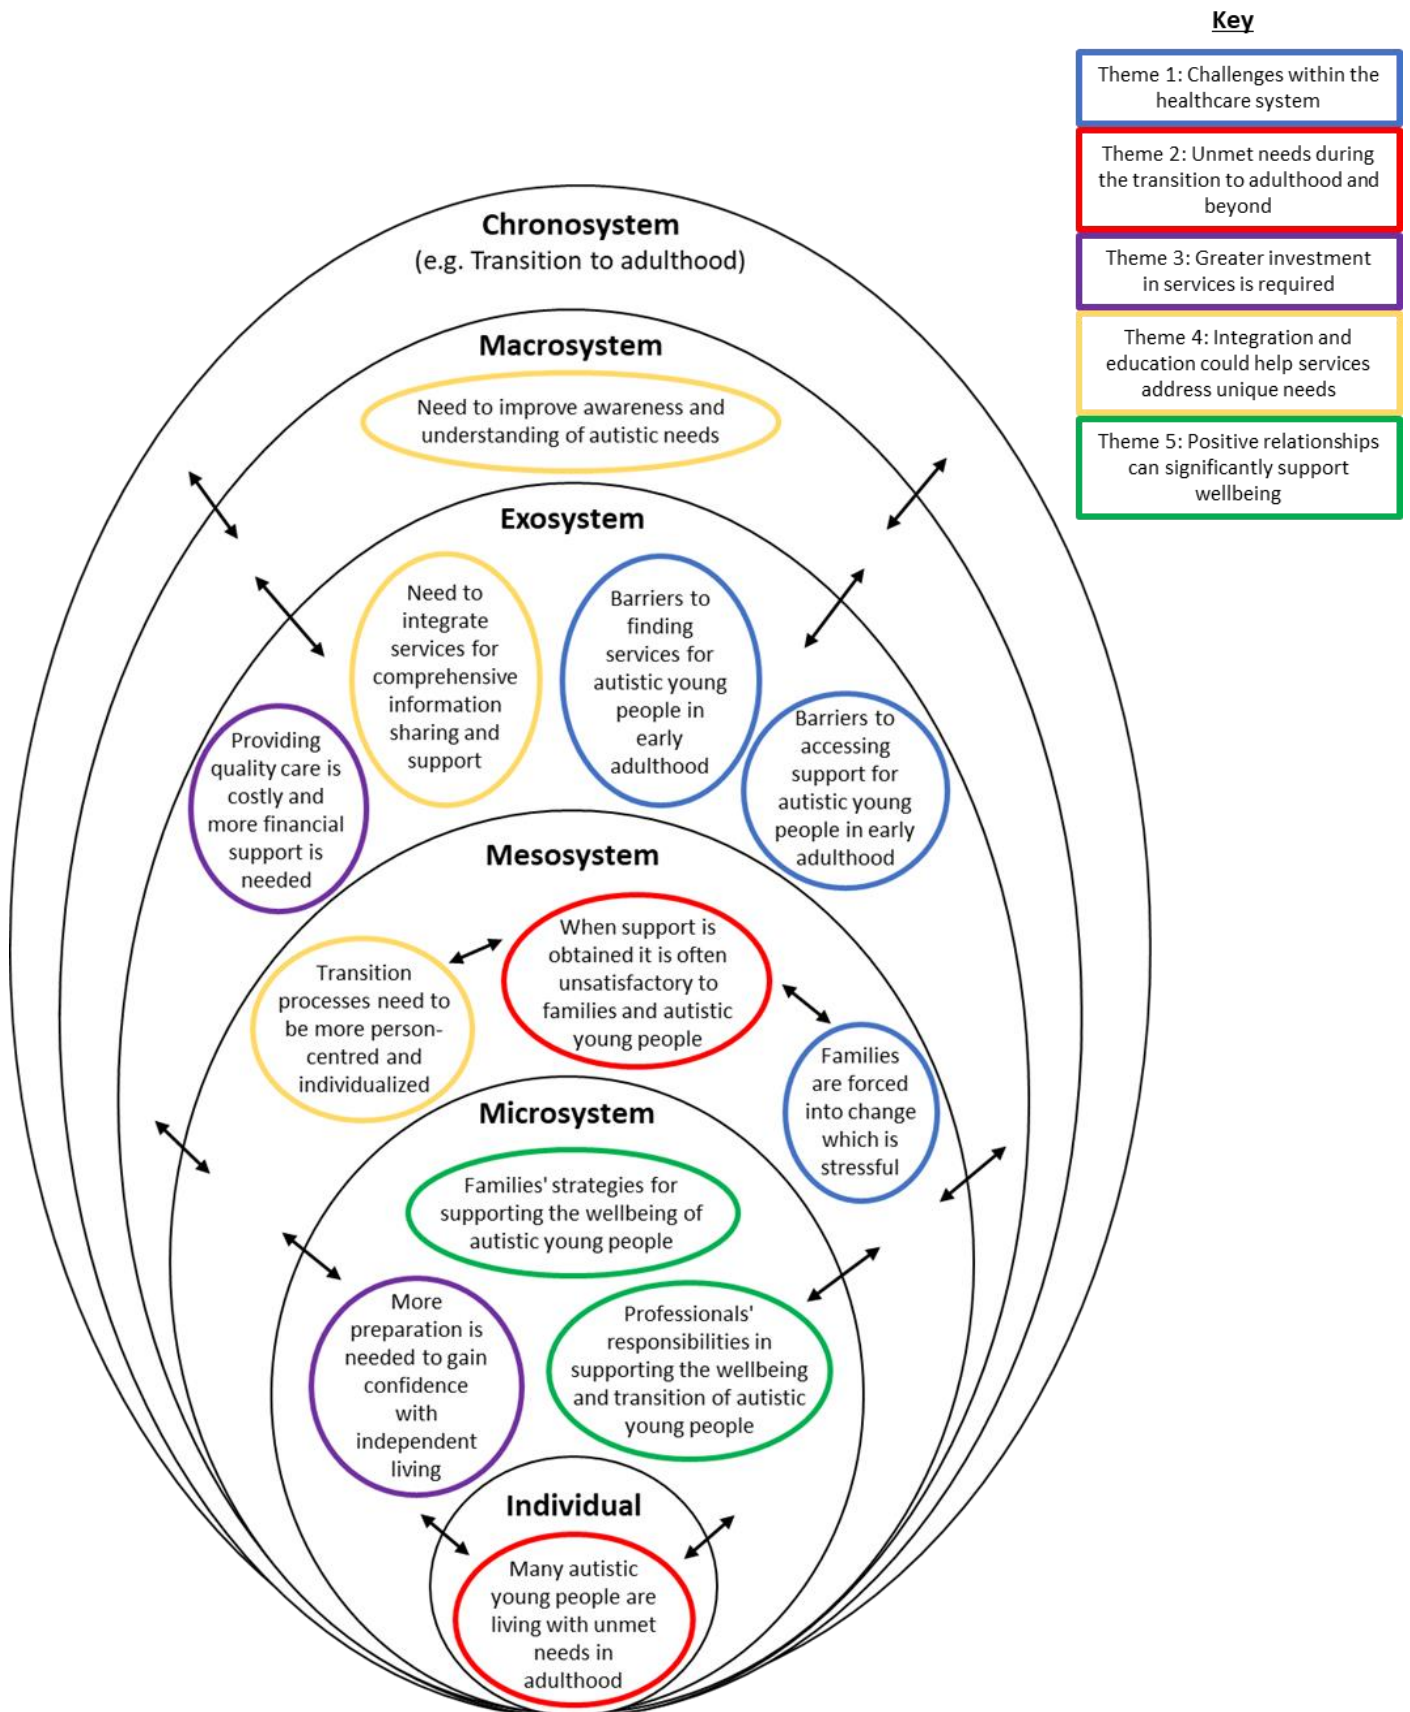 Key
Theme 1: Challenges within the
healthcare system
Theme 2: Unmet needs during
the transition to adulthood and
beyond
Theme 3: Greater investment
in services is required
Theme 4: Integration and
education could help services
address unique needs
Theme 5: Positive relationships
can significantly support
wellbeing
Chronosystem
(e.g. Transition to adulthood)
Macrosystem
Need to improve awareness and
understanding of autistic needs
Exosystem
Need to
integrate
services for
comprehensive
information
sharing and
support
Barriers to
finding
services for
autistic young
people in
early
adulthood
Providing
quality care is
costly and
more financial
support is
needed
Barriers to
accessing
support for
autistic young
people in early
adulthood
Mesosystem
When support is
obtained it is often
unsatisfactory to
families and autistic
young people
Transition
processes need to
be more person-
centred and
individualized
Families
are forced
into change
which is
stressful
Microsystem
Families' strategies for
supporting the wellbeing of
autistic young people
More
preparation is
needed to gain
confidence
with
independent
living
Professionals'
responsibilities in
supporting the wellbeing
and transition of autistic
young people
Individual
Many autistic
young people are
living with unmet
needs in
adulthood